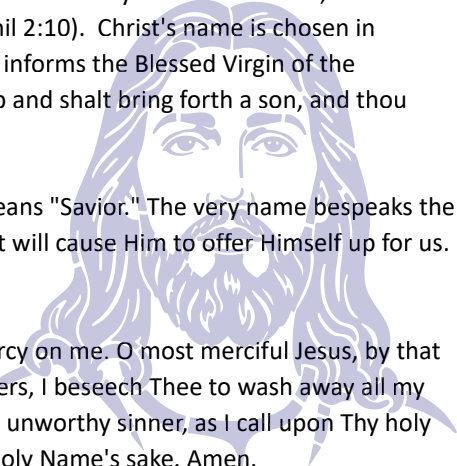 nil 2:10).  Christ's name is chosen in
informs the Blessed Virgin of the
and shalt bring forth a son, and thou
eans "Savior." The very name bespeaks the
t will cause Him to offer Himself up for us.
rcy on me. O most merciful Jesus, by that
ers, I beseech Thee to wash away all my
unworthy sinner, as I call upon Thy holy
oly Name's sake. Amen.